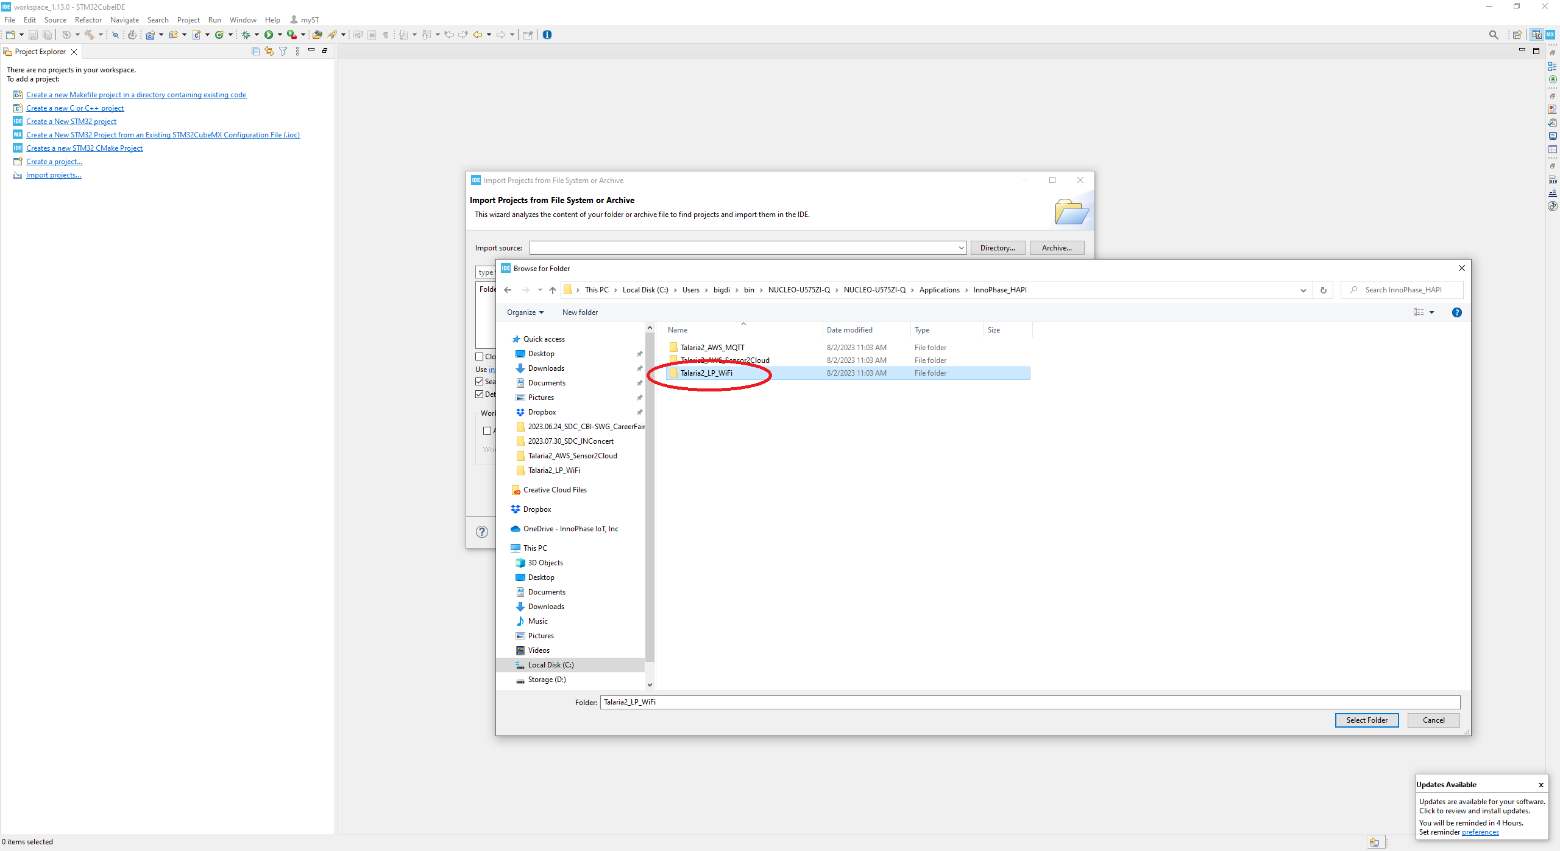 workspace_1.13.0 - STM32CubeIDE
File Edit Source Refactor Navigate Search Project Run Window Help myST
Project Explorer
There are no projects in your workspace.
To add a project:
Create a new Makefile project in a directory containing existing code
Create a new C or C++ project
Create a New STM32 project
Create a New STM32 Project from an Existing STM32CubeMX Configuration File (.ioc)
Creates a new STM32 CMake Project
Create a project...
Import projects...
Import Projects from File System or Archive
Import Projects from File System or Archive
This wizard analyzes the content of your folder or archive file to find projects and import them in the IDE.
Import source:
Directory...
Archive...
type
Folde
Clo
Use in
Sea
Det
Work
A
Wor
Browse for Folder
This PC > Local Disk (C:) > Users > bigdi > bin > NUCLEO-U575ZI-Q > NUCLEO-U575ZI-Q > Applications > InnoPhase_HAPI
Search InnoPhase_HAPI
Organize
New folder
Quick access
Desktop
Downloads
Documents
Pictures
Dropbox
2023.06.24_SDC_CBI-SWG_CareerFair
2023.07.30_SDC_INConcert
Talaria2_AWS_Sensor2Cloud
Talaria2_LP_WiFi
Creative Cloud Files
Dropbox
OneDrive - InnoPhase IoT, Inc
This PC
3D Objects
Desktop
Documents
Downloads
Music
Pictures
Videos
Local Disk (C:)
Storage (D:)
Name Date modified Type Size
Talaria2_AWS_MQTT 8/2/2023 11:03 AM File folder
Talaria2_AWS_Sensor2Cloud 8/2/2023 11:03 AM File folder
Talaria2_LP_WiFi 8/2/2023 11:03 AM File folder
Folder: Talaria2_LP_WiFi
Select Folder
Cancel
Updates Available x
Updates are available for your software.
Click to review and install updates.
You will be reminded in 4 Hours.
Set reminder preferences
0 items selected